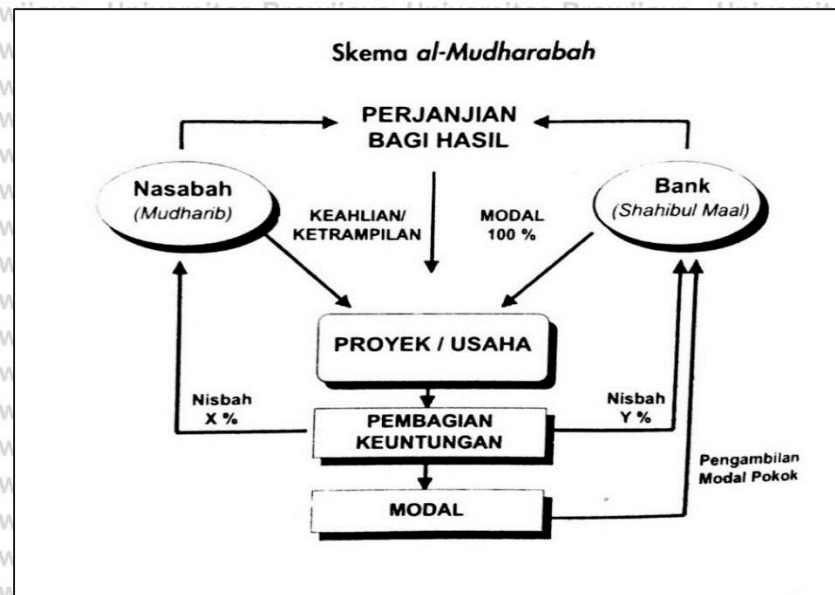 Skema al-Mudharabah
PERJANJIAN
BAGI HASIL
Nasabah
(Mudharib)
Bank
(Shahibul Maal)
KEAHLIAN/
KETRAMPILAN
MODAL
100 %
PROYEK / USAHA
Nisbah
X %
Nisbah
Y %
PEMBAGIAN
KEUNTUNGAN
Pengambilan
Modal Pokok
MODAL